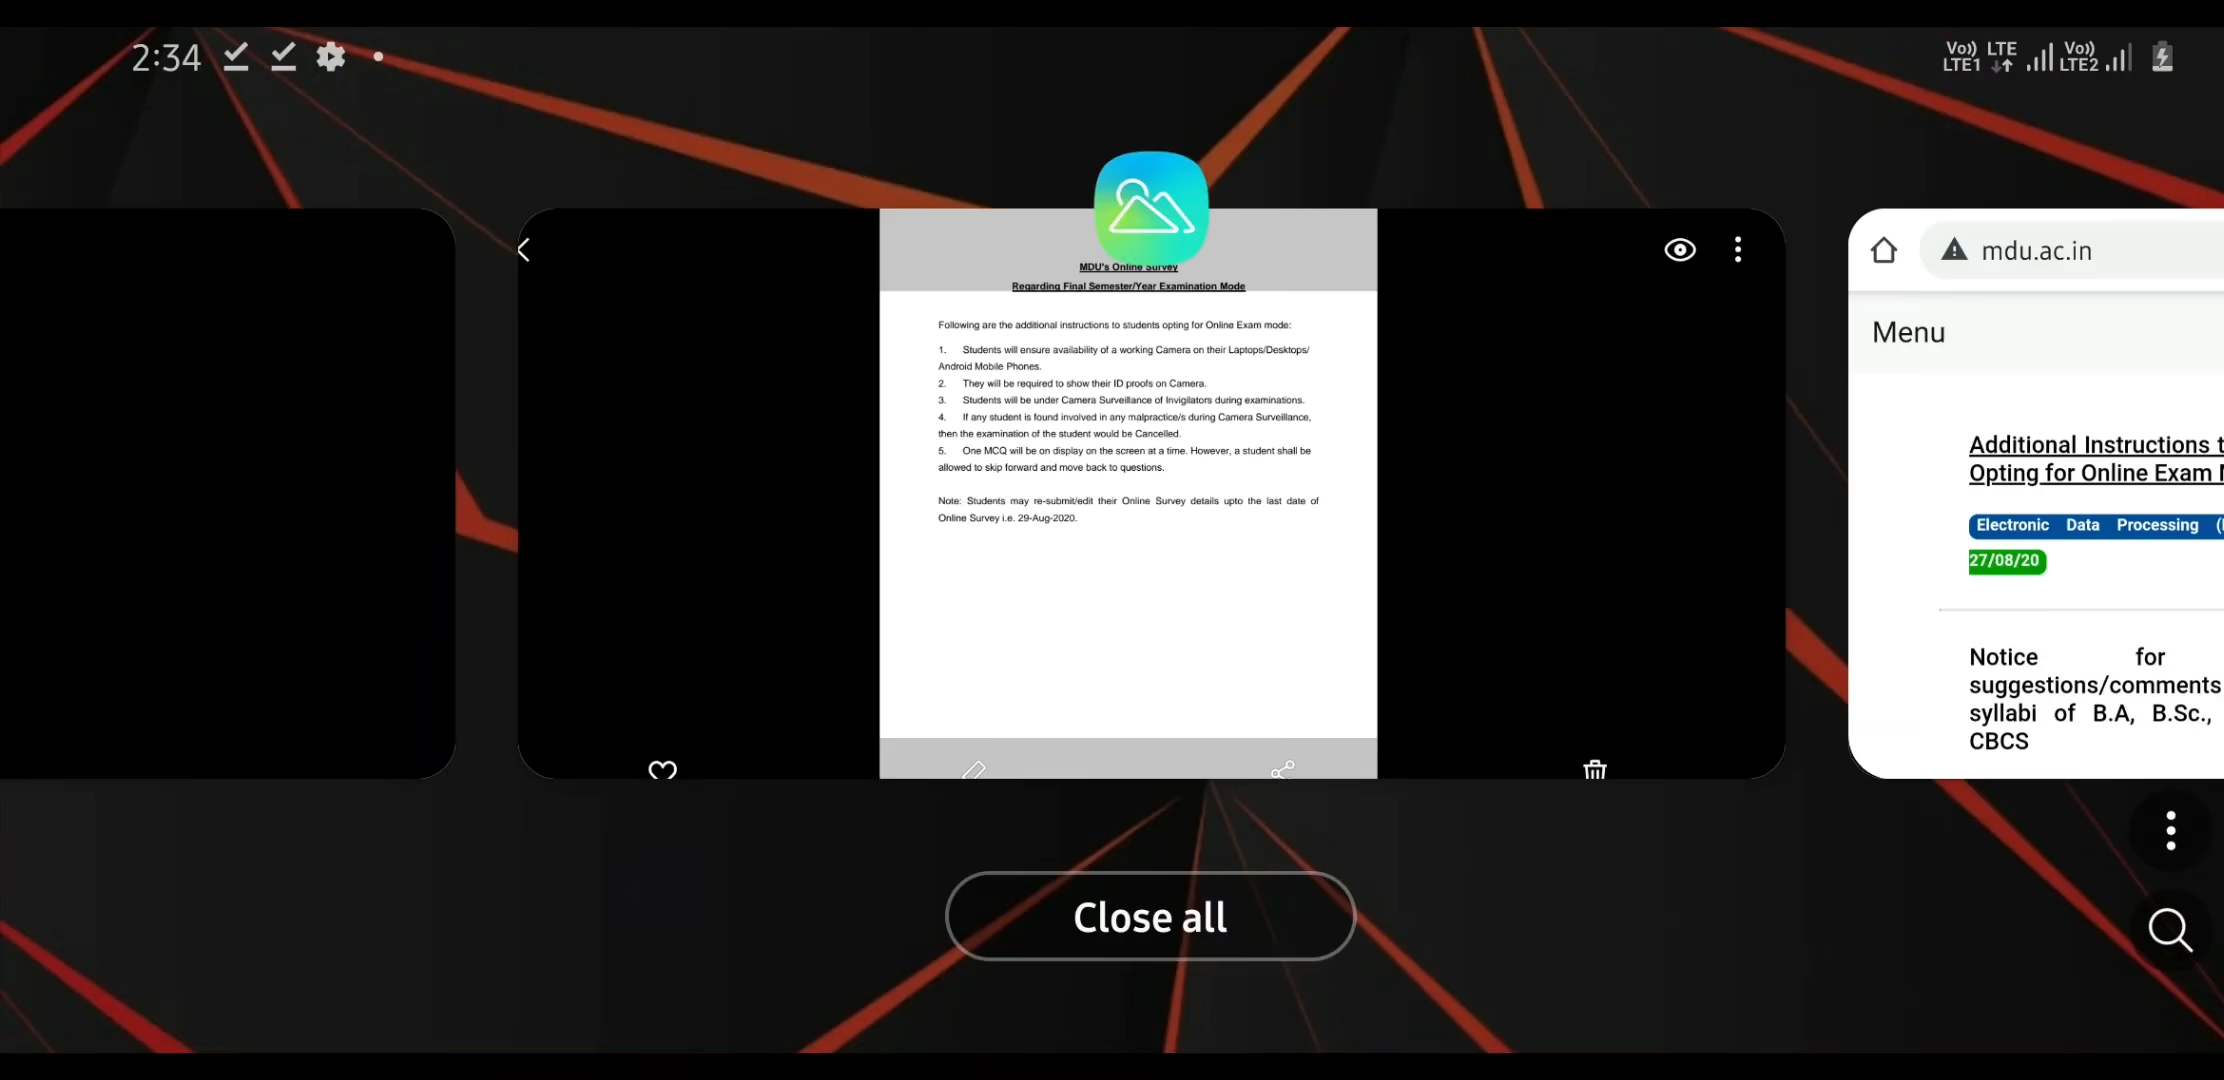 2:34
Vo)) LTE
LTE1
Vo))
LTE2
MDU's Online Survey
Regarding Final Semester/Year Examination Mode
Following are the additional instructions to students opting for Online Exam mode:
1. Students will ensure availability of a working Camera on their Laptops/Desktops/
Android Mobile Phones.
2. They will be required to show their ID proofs on Camera.
3. Students will be under Camera Surveillance of Invigilators during examinations.
4. If any student is found involved in any malpractice/s during Camera Surveillance,
then the examination of the student would be Cancelled.
5. One MCQ will be on display on the screen at a time. However, a student shall be
allowed to skip forward and move back to questions.
Note: Students may re-submit/edit their Online Survey details upto the last date of
Online Survey i.e. 29-Aug-2020.
mdu.ac.in
Menu
Additional Instructions t
Opting for Online Exam
Electronic Data Processing (
27/08/20
Notice for
suggestions/comments
syllabi of B.A, B.Sc.,
CBCS
Close all